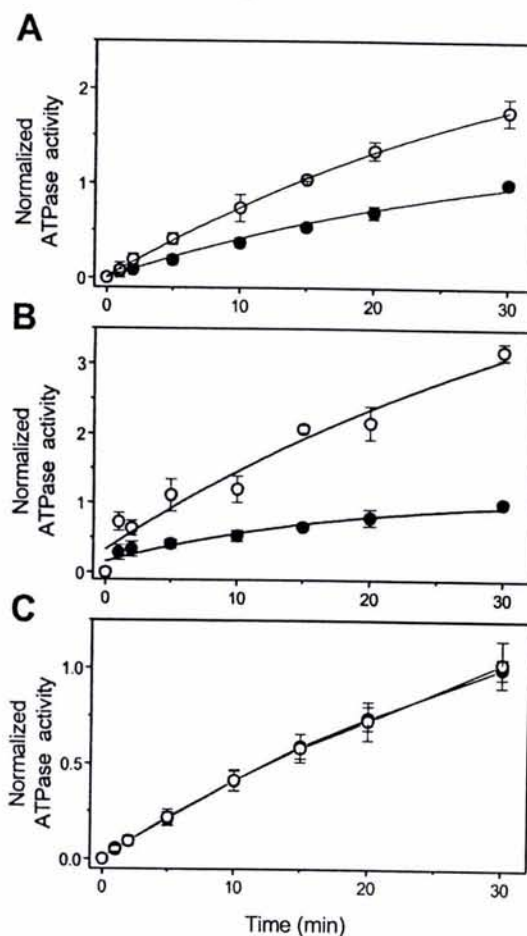 A
Normalized
ATPase activity
2
1
0
0
10
20
30
B
Normalized
ATPase activity
3
2
1
0
0
10
20
30
C
Normalized
ATPase activity
1.0
0.5
0.0
0
10
20
30
Time (min)